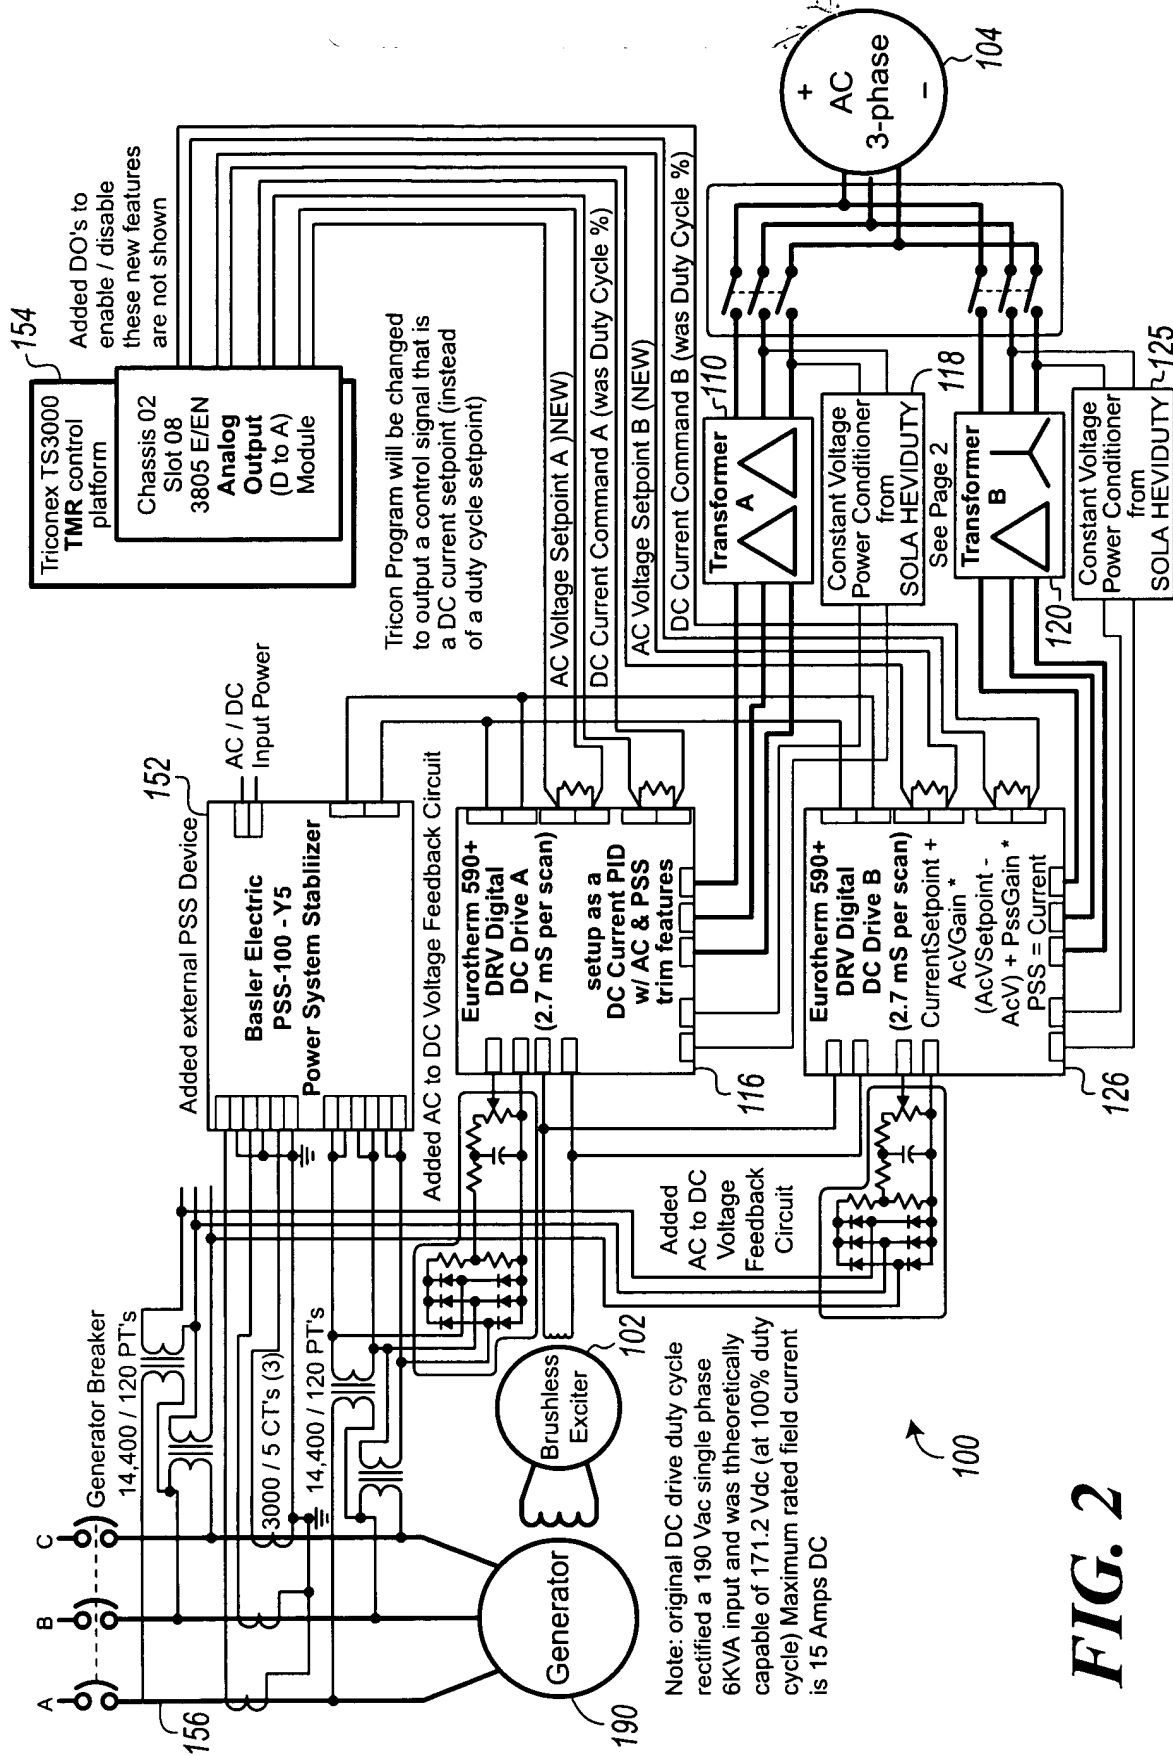 Added DO's to
enable / disable
these new features
are not shown
154
Triconex TS3000
TMR control
platform
Chassis 02
Slot 08
3805 E/EN
Analog
Output
(D to A)
Module
Tricon Program will be changed
to output a control signal that is
a DC current setpoint (instead
of a duty cycle setpoint)
Added external PSS Device
152
AC / DC
Input Power
Basler Electric
PSS-100 - Y5
Power System Stabliizer
Generator Breaker
14,400 / 120 PT's
A
B
C
156
3000 / 5 CT's (3)
14,400 / 120 PT's
Added AC to DC Voltage Feedback Circuit
AC Voltage Setpoint A )NEW)
DC Current Command A (was Duty Cycle %)
AC Voltage Setpoint B (NEW)
DC Current Command B (was Duty Cycle %)
Eurotherm 590+
DRV Digital
DC Drive A
(2.7 mS per scan)
setup as a
DC Current PID
w/ AC & PSS
trim features
116
Transformer
A
110
+
AC
3-phase
–
104
Constant Voltage
Power Conditioner
from
SOLA HEVIDUTY
118
See Page 2
Transformer
B
120
Constant Voltage
Power Conditioner
from
SOLA HEVIDUTY
125
Eurotherm 590+
DRV Digital
DC Drive B
(2.7 mS per scan)
CurrentSetpoint +
AcVGain *
(AcVSetpoint -
AcV) + PssGain *
PSS = Current
126
Added
AC to DC
Voltage
Feedback
Circuit
Brushless
Exciter
102
Generator
190
Note: original DC drive duty cycle
rectified a 190 Vac single phase
6KVA input and was thheoretically
capable of 171.2 Vdc (at 100% duty
cycle) Maximum rated field current
is 15 Amps DC
100
FIG. 2